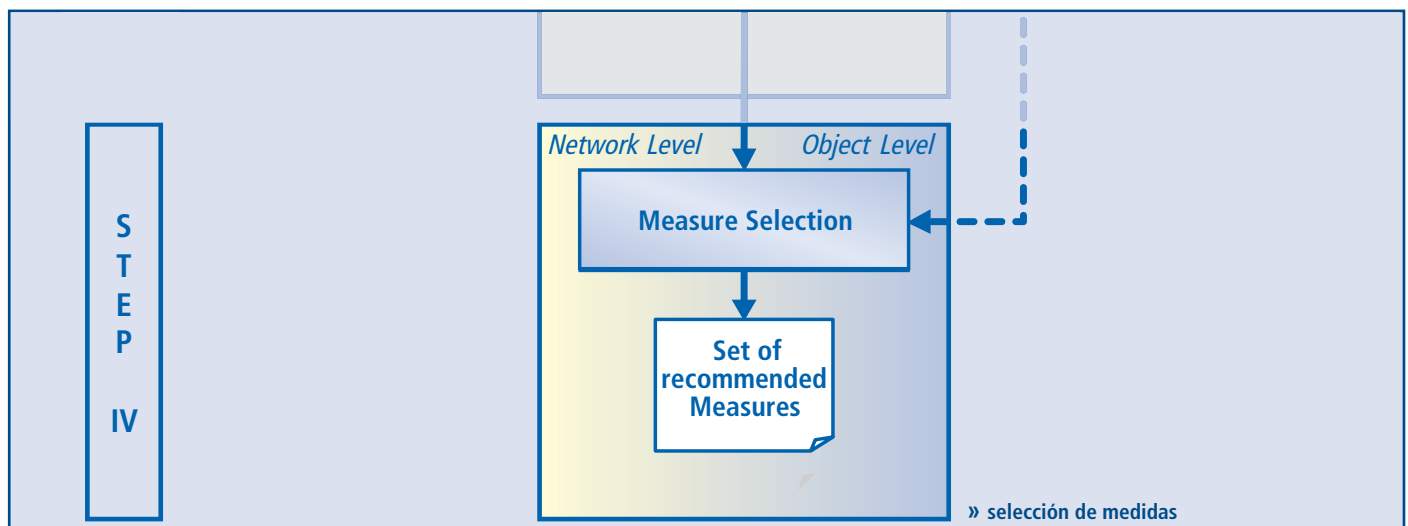 Network Level
Object Level
Measure Selection
S
T
E
P
IV
Set of
recommended
Measures
» selección de medidas